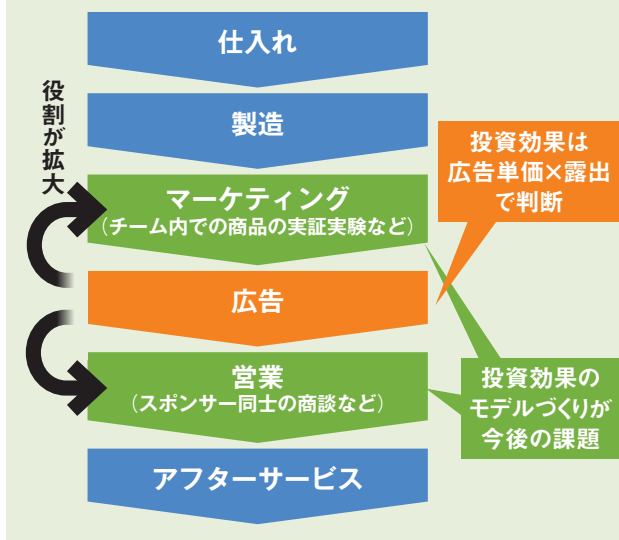 仕入れ
製造
役割が拡大
マーケティング
（チーム内での商品の実証実験など）
投資効果は
広告単価×露出
で判断
広告
営業
（スポンサー同士の商談など）
投資効果の
モデルづくりが
今後の課題
アフターサービス